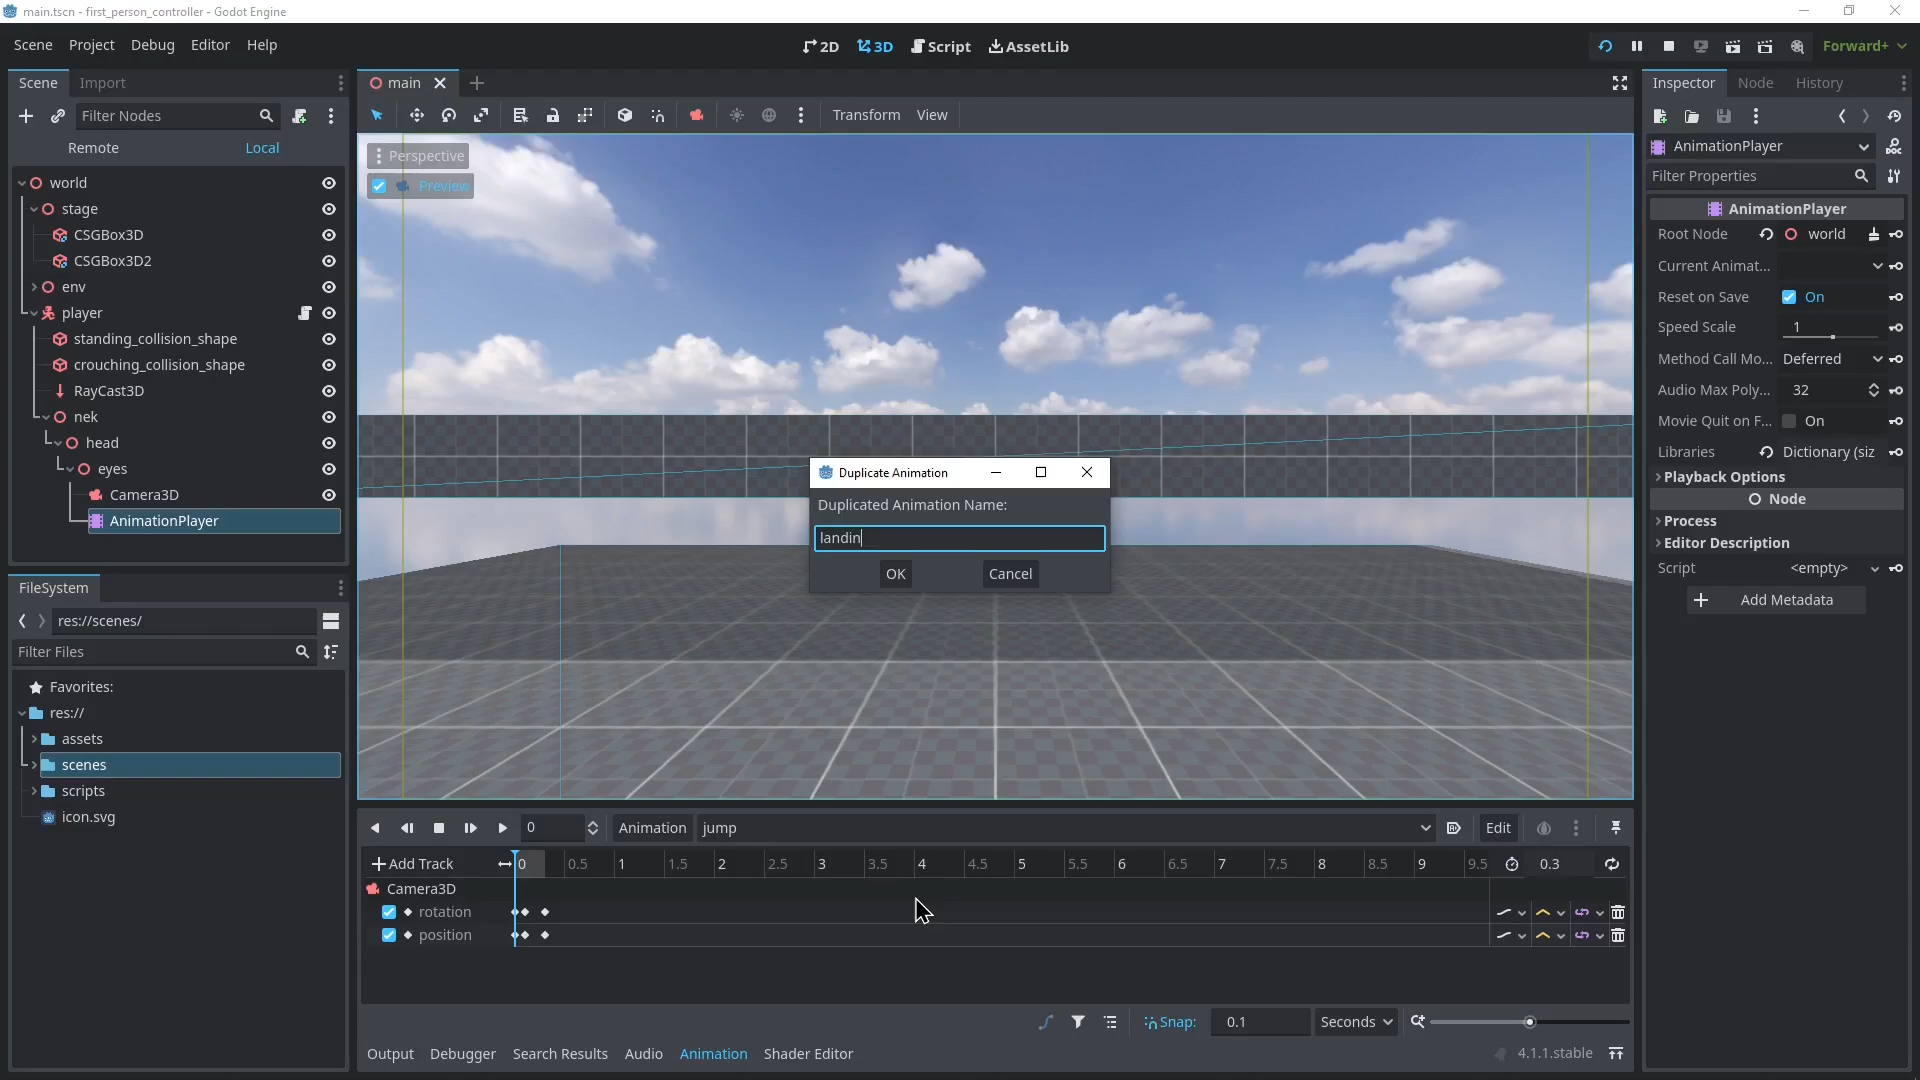 main.tscn - first_person_controller - Godot Engine
Scene Project Debug Editor Help
2D 3D Script AssetLib
Forward+
Scene Import
Filter Nodes
Remote Local
world
stage
CSGBox3D
CSGBox3D2
env
player
standing_collision_shape
crouching_collision_shape
RayCast3D
nek
head
eyes
Camera3D
AnimationPlayer
FileSystem
res://scenes/
Filter Files
Favorites:
res://
assets
scenes
scripts
icon.svg
main
Transform View
Perspective
Preview
Duplicate Animation
Duplicated Animation Name:
landin
OK Cancel
0 Animation jump Edit
Add Track 0 0.5 1 1.5 2 2.5 3 3.5 4 4.5 5 5.5 6 6.5 7 7.5 8 8.5 9 9.5 0.3
Camera3D
rotation
position
Snap: 0.1 Seconds
Output Debugger Search Results Audio Animation Shader Editor 4.1.1.stable
Inspector Node History
AnimationPlayer
Filter Properties
AnimationPlayer
Root Node world
Current Animat...
Reset on Save On
Speed Scale 1
Method Call Mo... Deferred
Audio Max Poly... 32
Movie Quit on F... On
Libraries Dictionary (siz
Playback Options
Node
Process
Editor Description
Script <empty>
Add Metadata